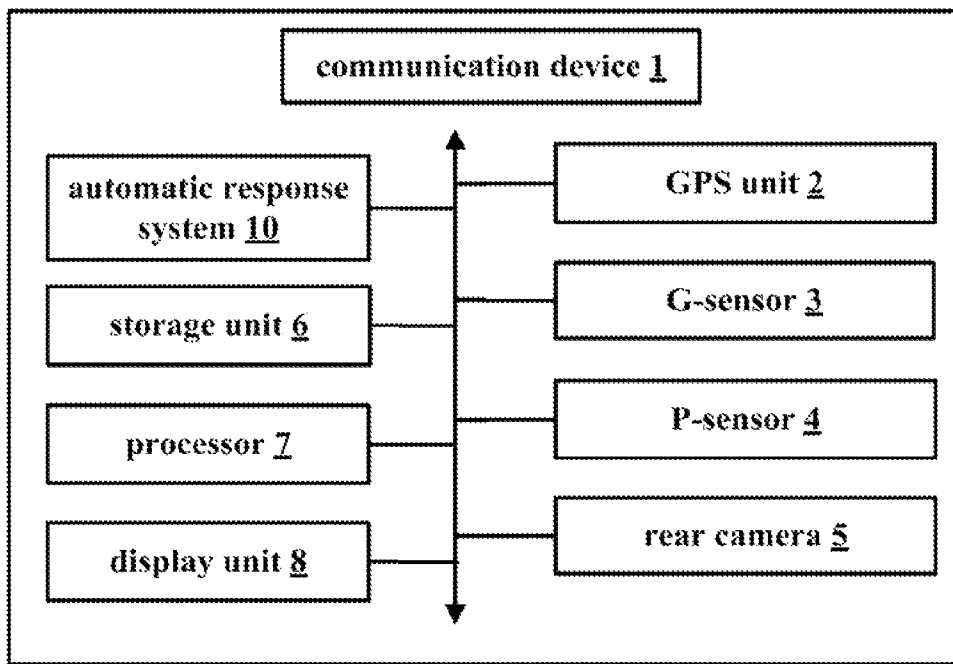 communication device 1
automatic response
system 10
GPS unit 2
storage unit 6
G-sensor 3
processor 7
P-sensor 4
display unit 8
rear camera 5